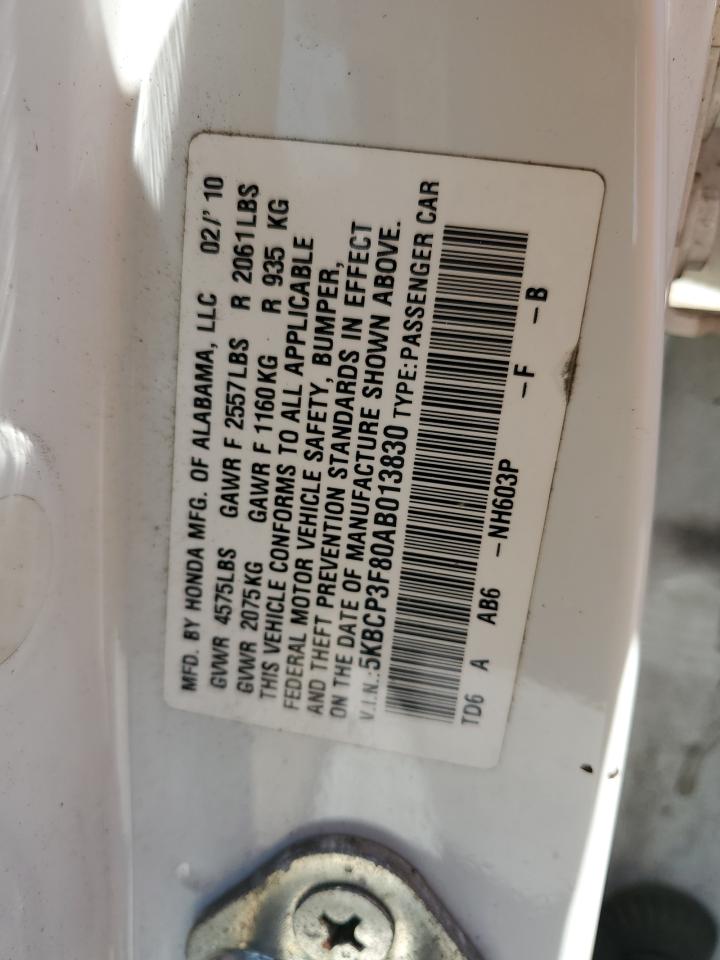 MFD. BY HONDA MFG. OF ALABAMA, LLC 02/'10
GVWR 4575LBS GAWR F 2557LBS R 2061LBS
GVWR 2075KG GAWR F 1160KG R 935 KG
THIS VEHICLE CONFORMS TO ALL APPLICABLE
FEDERAL MOTOR VEHICLE SAFETY, BUMPER,
AND THEFT PREVENTION STANDARDS IN EFFECT
ON THE DATE OF MANUFACTURE SHOWN ABOVE.
V.I.N.:5KBCP3F80AB013830 TYPE:PASSENGER CAR
TD6 A AB6 -NH603P -F -B